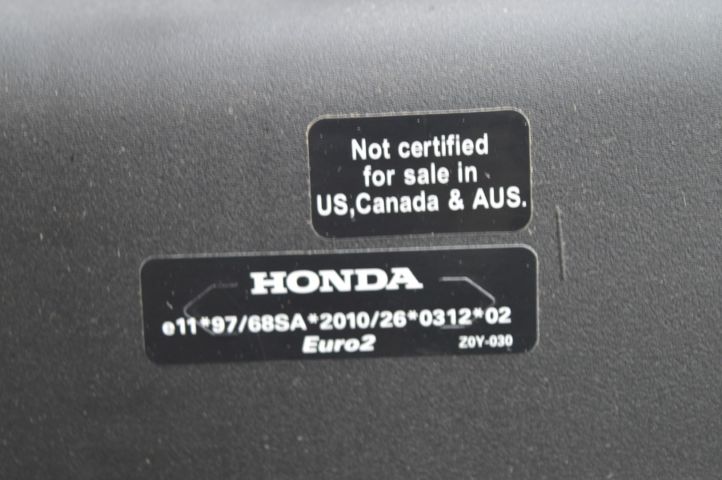 Not certified
for sale in
US,Canada & AUS.
HONDA
e11*97/68SA*2010/26*0312*02
Euro2 Z0Y-030